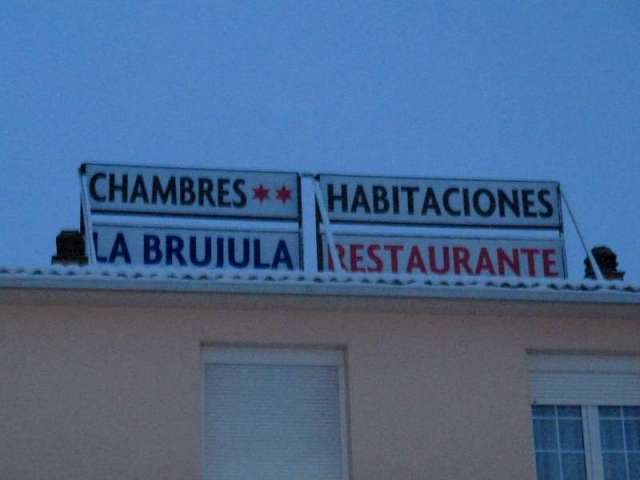 CHAMBRES ** HABITACIONES
LA BRUJULA RESTAURANTE